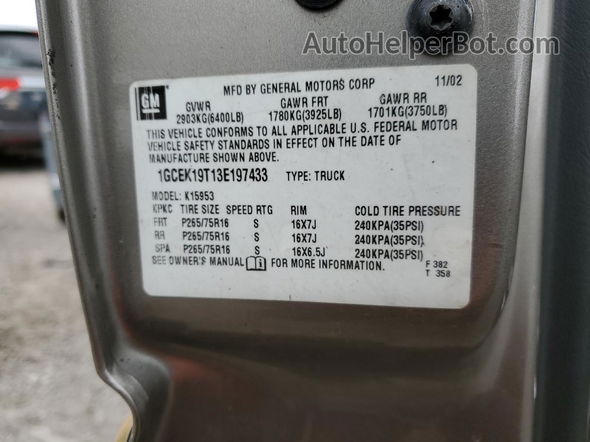 AutoHelperBot.com
GM
MFD BY GENERAL MOTORS CORP 11/02
GVWR GAWR FRT GAWR RR
2903KG(6400LB) 1780KG(3925LB) 1701KG(3750LB)
THIS VEHICLE CONFORMS TO ALL APPLICABLE U.S. FEDERAL MOTOR
VEHICLE SAFETY STANDARDS IN EFFECT ON THE DATE OF
MANUFACTURE SHOWN ABOVE.
1GCEK19T13E197433 TYPE: TRUCK
MODEL: K15953
KPKC TIRE SIZE SPEED RTG RIM COLD TIRE PRESSURE
FRT P265/75R16 S 16X7J 240KPA(35PSI)
RR P265/75R16 S 16X7J 240KPA(35PSI)
SPA P265/75R16 S 16X6.5J 240KPA(35PSI)
SEE OWNER'S MANUAL i FOR MORE INFORMATION. F 382
T 358